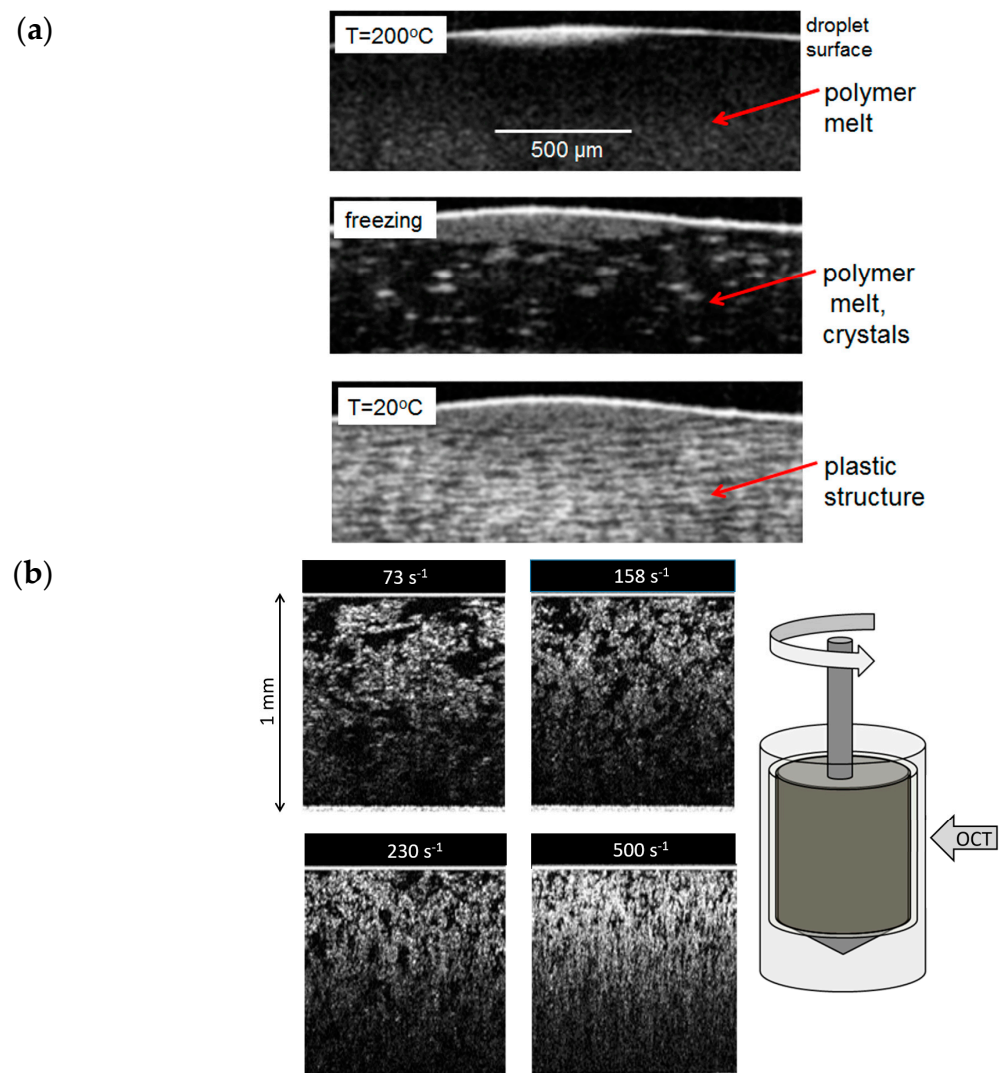 (a)
T=200°C
droplet
surface
polymer
melt
500 μm
freezing
polymer
melt,
crystals
T=20°C
plastic
structure
(b)
73 s⁻¹
158 s⁻¹
1 mm
230 s⁻¹
500 s⁻¹
OCT